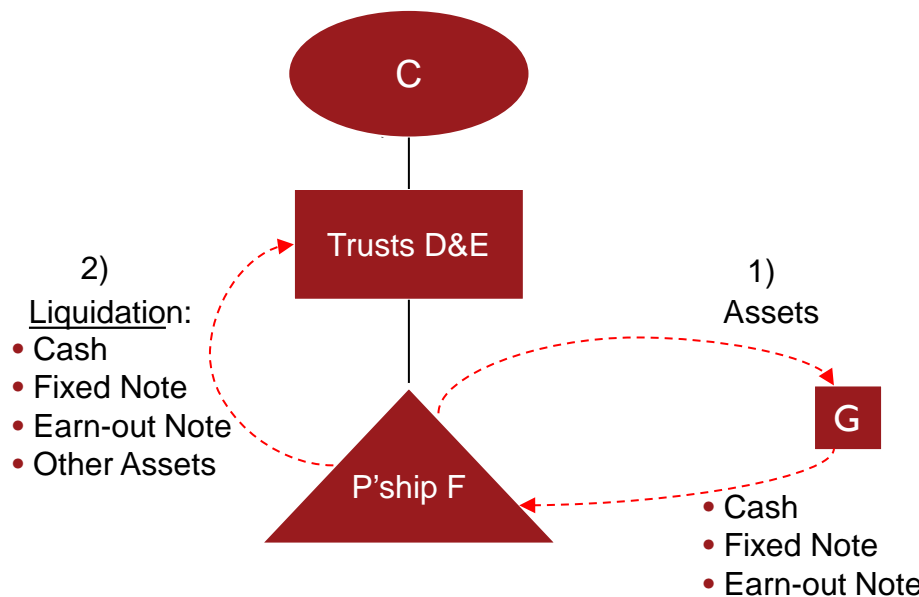 C
Trusts D&E
2)
Liquidation:
• Cash
• Fixed Note
• Earn-out Note
• Other Assets
1)
Assets
G
P'ship F
• Cash
• Fixed Note
• Earn-out Note